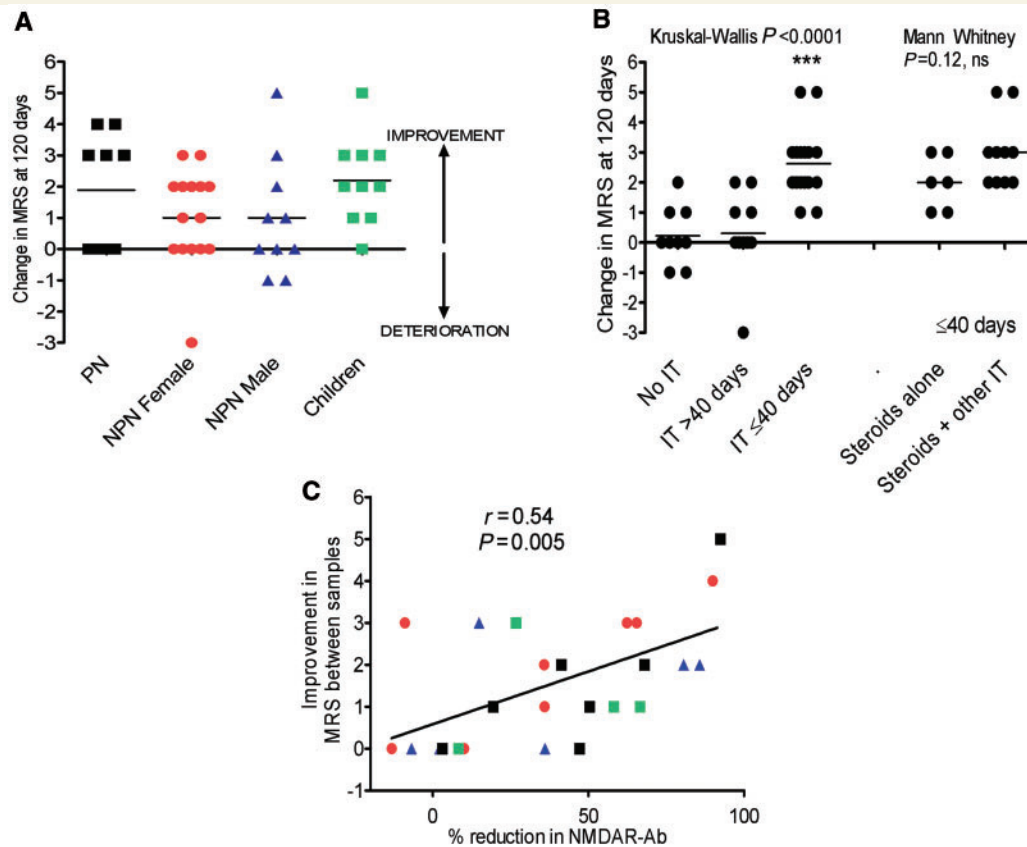 A
Change in MRS at 120 days
6
5
4
3
2
1
0
-1
-2
-3
IMPROVEMENT
DETERIORATION
PN
NPN Female
NPN Male
Children
B
Kruskal-Wallis P <0.0001
***
Mann Whitney
P=0.12, ns
Change in MRS at 120 days
6
5
4
3
2
1
0
-1
-2
-3
≤40 days
No IT
IT >40 days
IT ≤40 days
Steroids alone
Steroids + other IT
C
r=0.54
P=0.005
Improvement in
MRS between samples
6
5
4
3
2
1
0
-1
0
50
100
% reduction in NMDAR-Ab